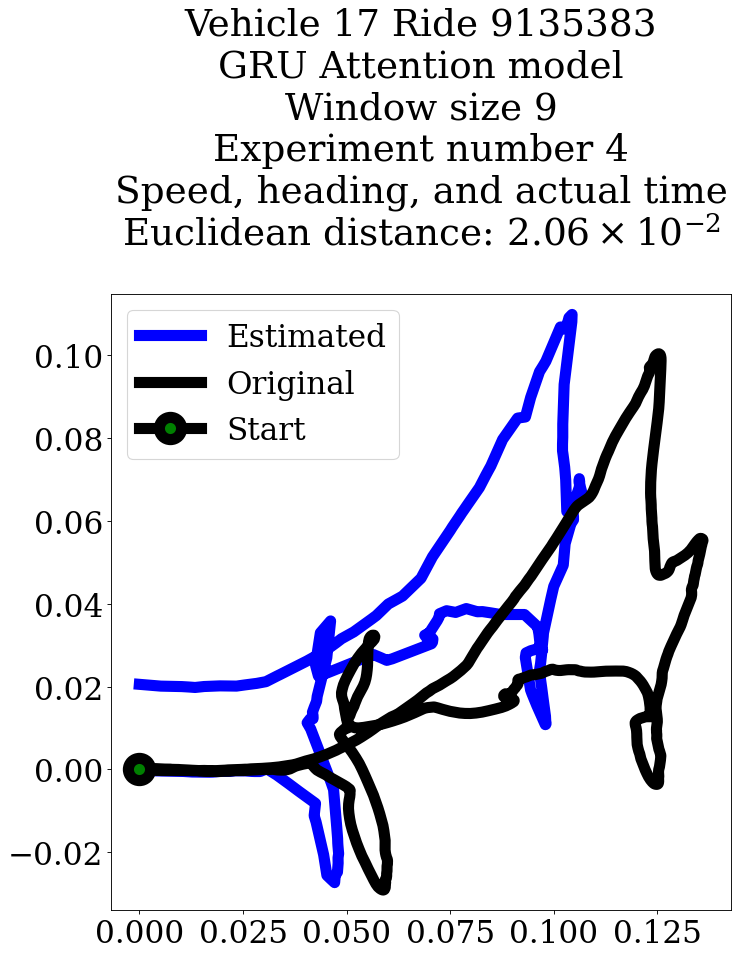 Vehicle 17 Ride 9135383
GRU Attention model
Window size 9
Experiment number 4
Speed, heading, and actual time
Euclidean distance: 2.06 × 10⁻²
Estimated
Original
Start
0.10
0.08
0.06
0.04
0.02
0.00
−0.02
0.000 0.025 0.050 0.075 0.100 0.125